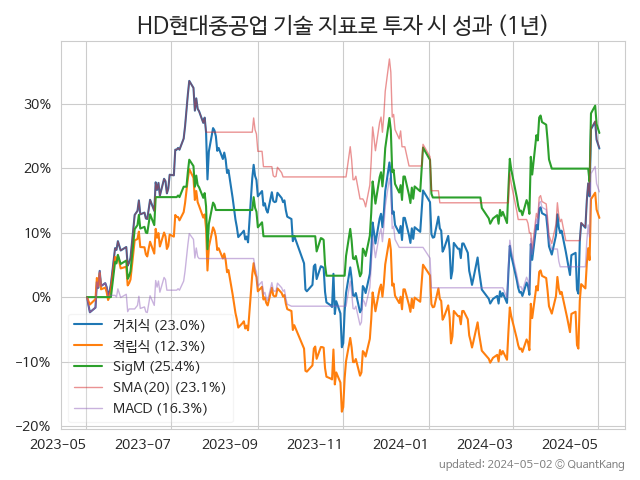 HD현대중공업 기술 지표로 투자 시 성과 (1년)
30%
20%
10%
0%
−10%
−20%
거치식 (23.0%)
적립식 (12.3%)
SigM (25.4%)
SMA(20) (23.1%)
MACD (16.3%)
2023-05
2023-07
2023-09
2023-11
2024-01
2024-03
2024-05
updated: 2024-05-02 © QuantKang